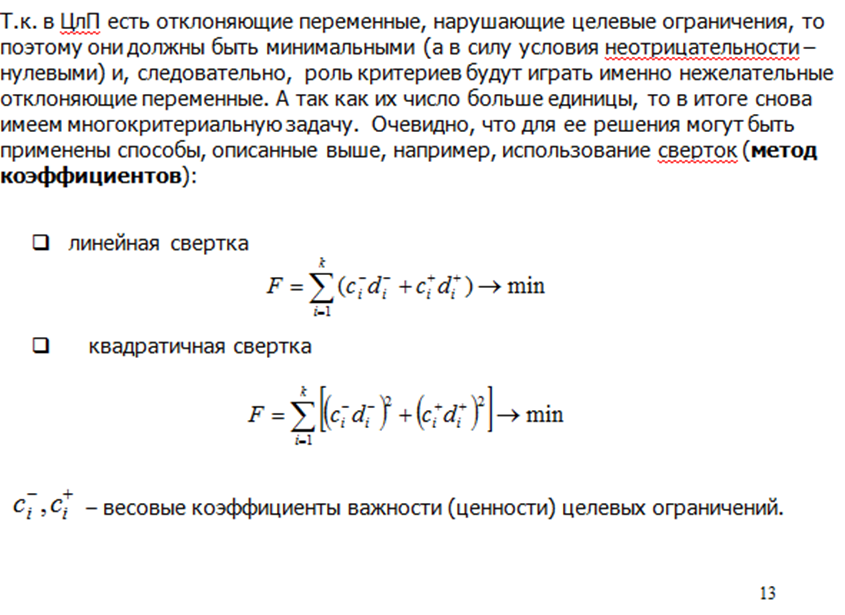 Т.к. в ЦлП есть отклоняющие переменные, нарушающие целевые ограничения, то
поэтому они должны быть минимальными (а в силу условия неотрицательности –
нулевыми) и, следовательно, роль критериев будут играть именно нежелательные
отклоняющие переменные. А так как их число больше единицы, то в итоге снова
имеем многокритериальную задачу. Очевидно, что для ее решения могут быть
применены способы, описанные выше, например, использование сверток (метод
коэффициентов):
❑ линейная свертка
F = ∑_{i=1}^{k} (c_i^- d_i^- + c_i^+ d_i^+) → min
❑ квадратичная свертка
F = ∑_{i=1}^{k} [(c_i^- d_i^-)^2 + (c_i^+ d_i^+)^2] → min
c_i^-, c_i^+ – весовые коэффициенты важности (ценности) целевых ограничений.
13